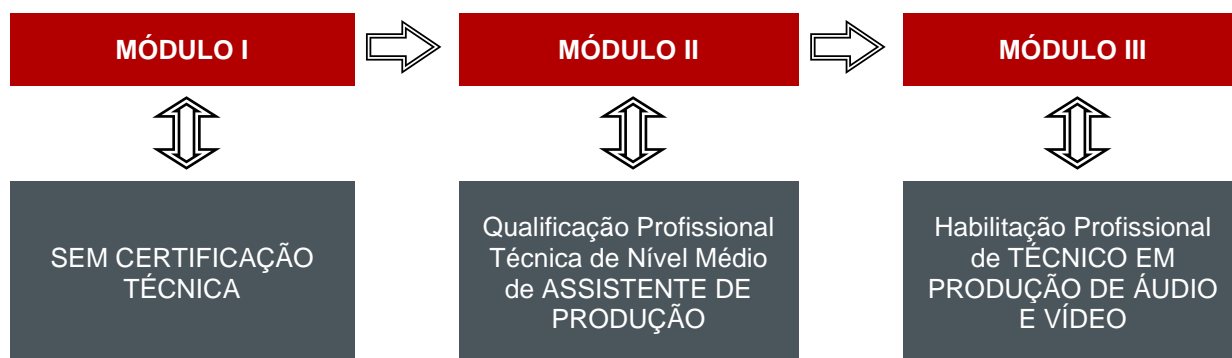 MÓDULO I
MÓDULO II
MÓDULO III
SEM CERTIFICAÇÃO
TÉCNICA
Qualificação Profissional
Técnica de Nível Médio
de ASSISTENTE DE
PRODUÇÃO
Habilitação Profissional
de TÉCNICO EM
PRODUÇÃO DE ÁUDIO
E VÍDEO